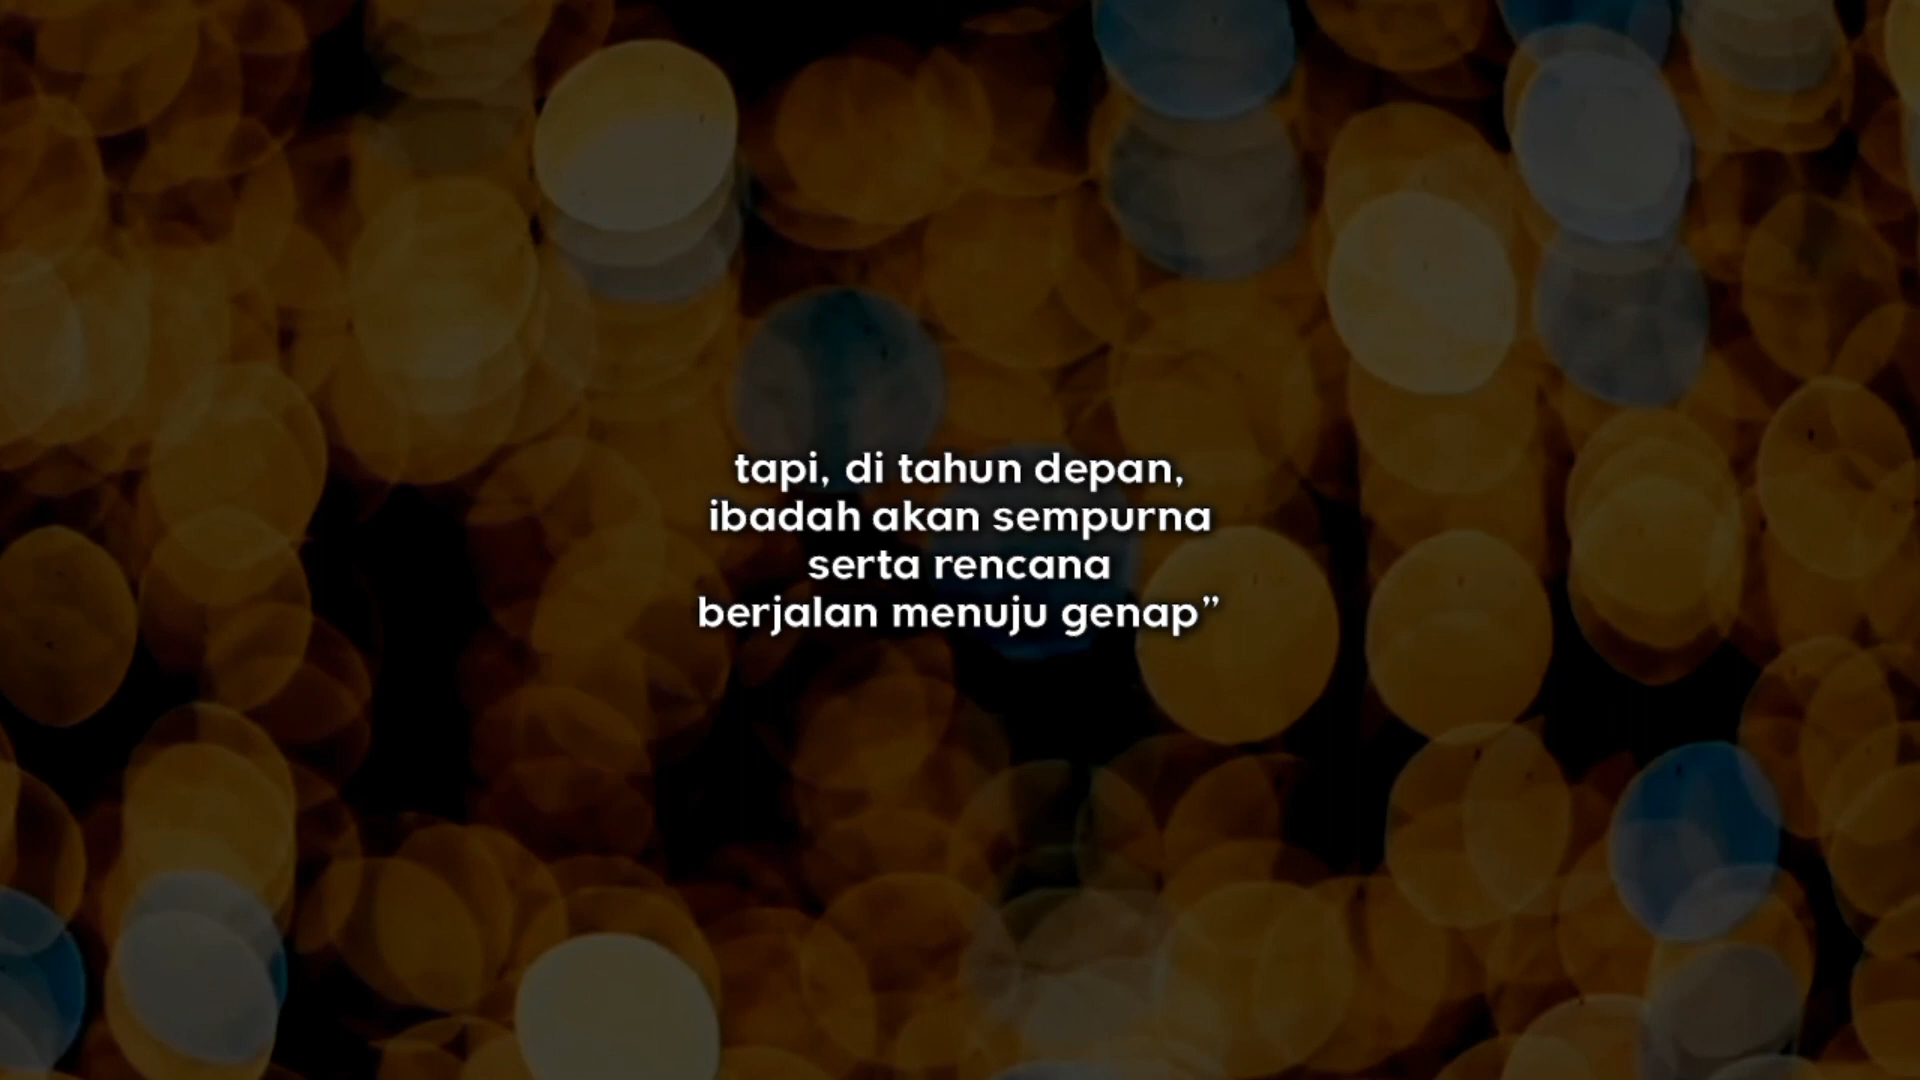 tapi, di tahun depan,
ibadah akan sempurna
serta rencana
berjalan menuju genap”